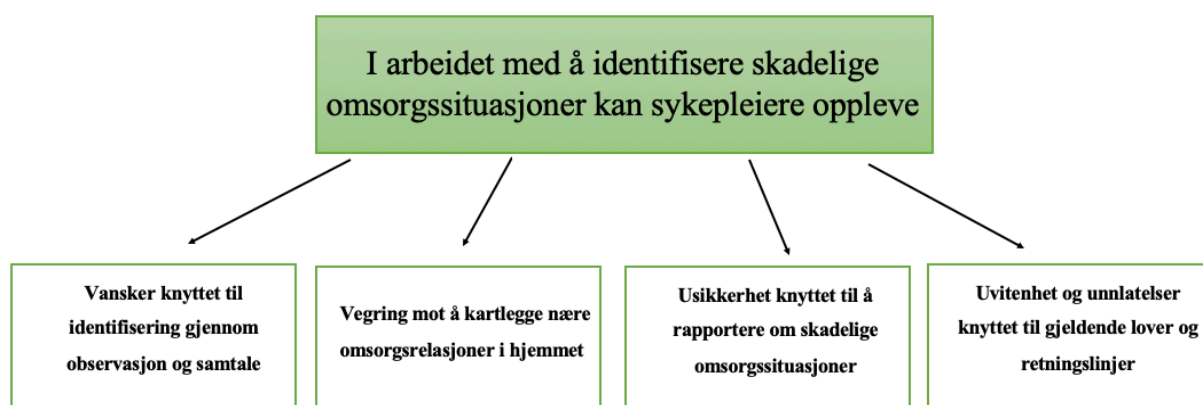 I arbeidet med å identifisere skadelige
omsorgssituasjoner kan sykepleiere oppleve
Vansker knyttet til
identifisering gjennom
observasjon og samtale
Vegring mot å kartlegge nære
omsorgsrelasjoner i hjemmet
Usikkerhet knyttet til å
rapportere om skadelige
omsorgssituasjoner
Uvitenhet og unnlatelser
knyttet til gjeldende lover og
retningslinjer